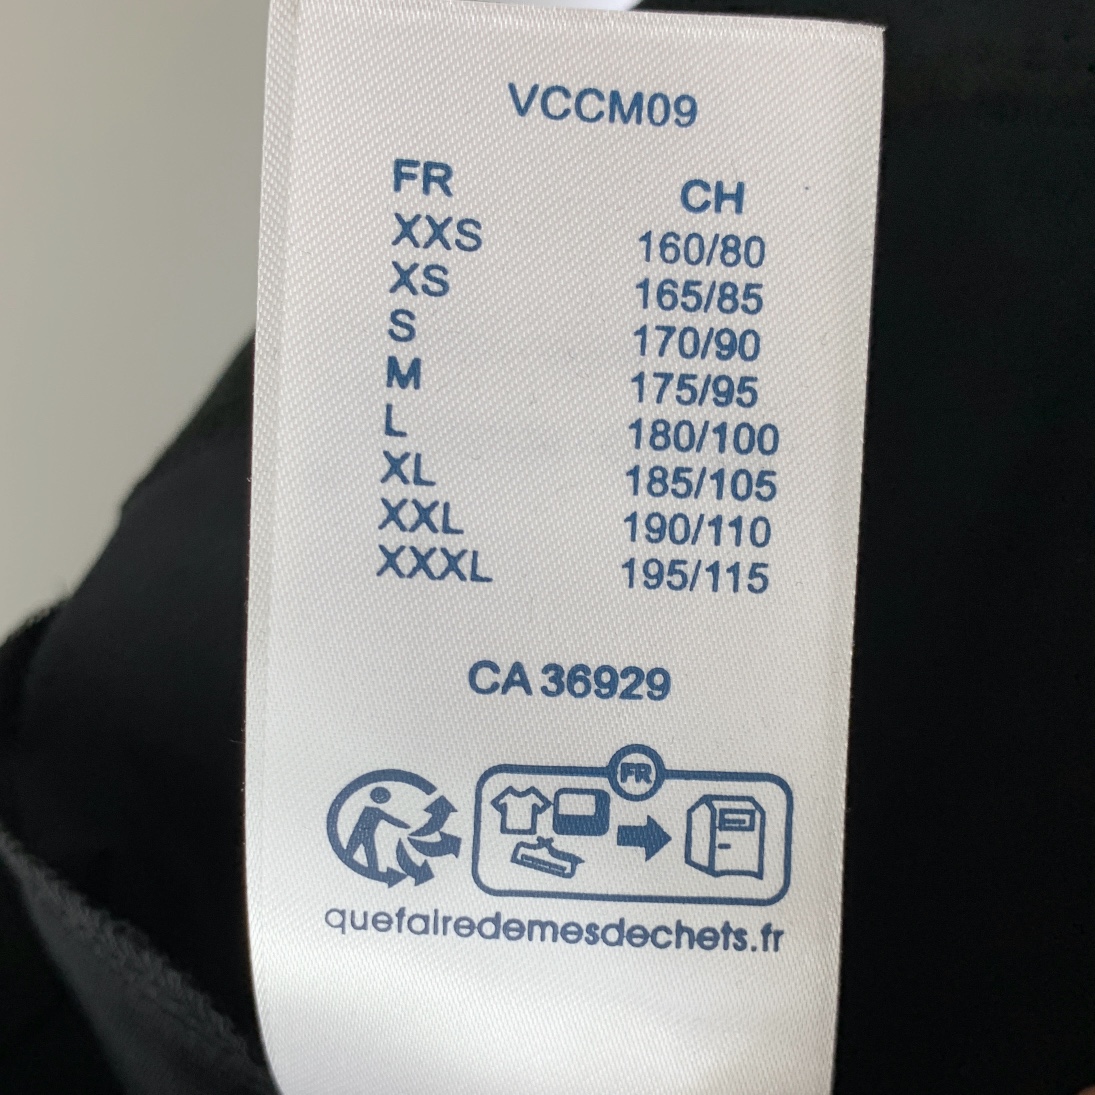 VCCM09
FR CH
XXS 160/80
XS 165/85
S 170/90
M 175/95
L 180/100
XL 185/105
XXL 190/110
XXXL 195/115
CA 36929
FR
quefairedemesdechets.fr